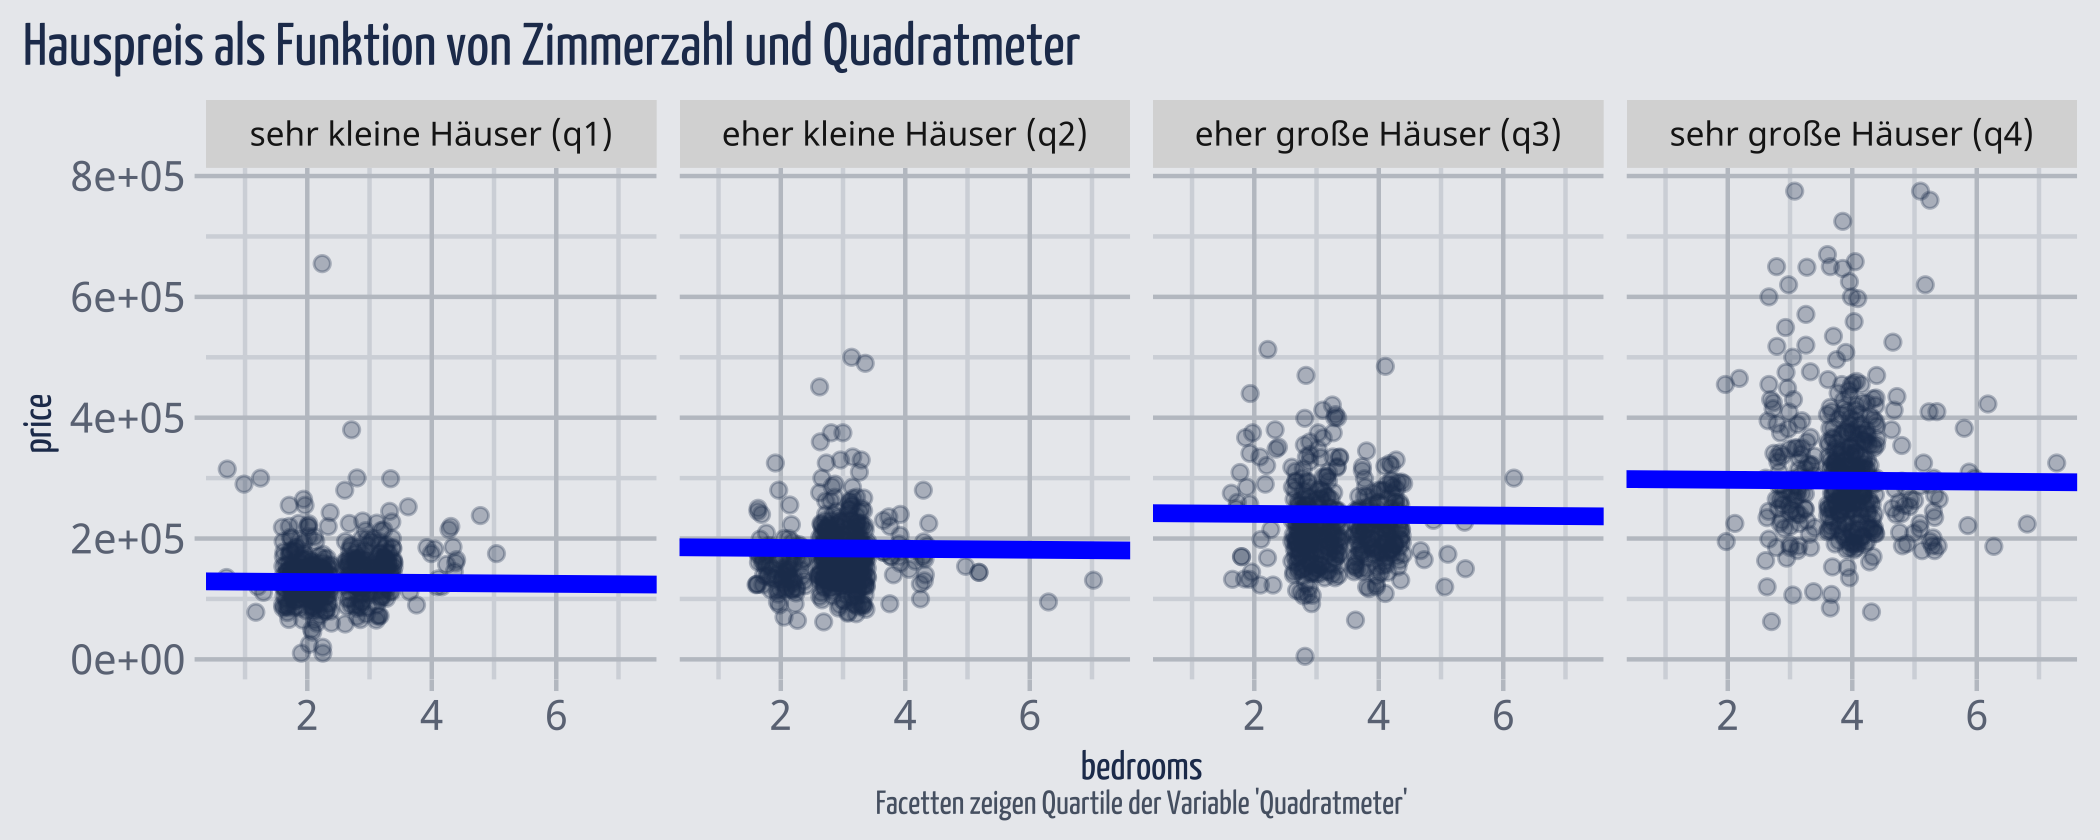 Hauspreis als Funktion von Zimmerzahl und Quadratmeter
sehr kleine Häuser (q1)
eher kleine Häuser (q2)
eher große Häuser (q3)
sehr große Häuser (q4)
8e+05
6e+05
4e+05
2e+05
0e+00
price
2 4 6
2 4 6
2 4 6
2 4 6
bedrooms
Facetten zeigen Quartile der Variable 'Quadratmeter'